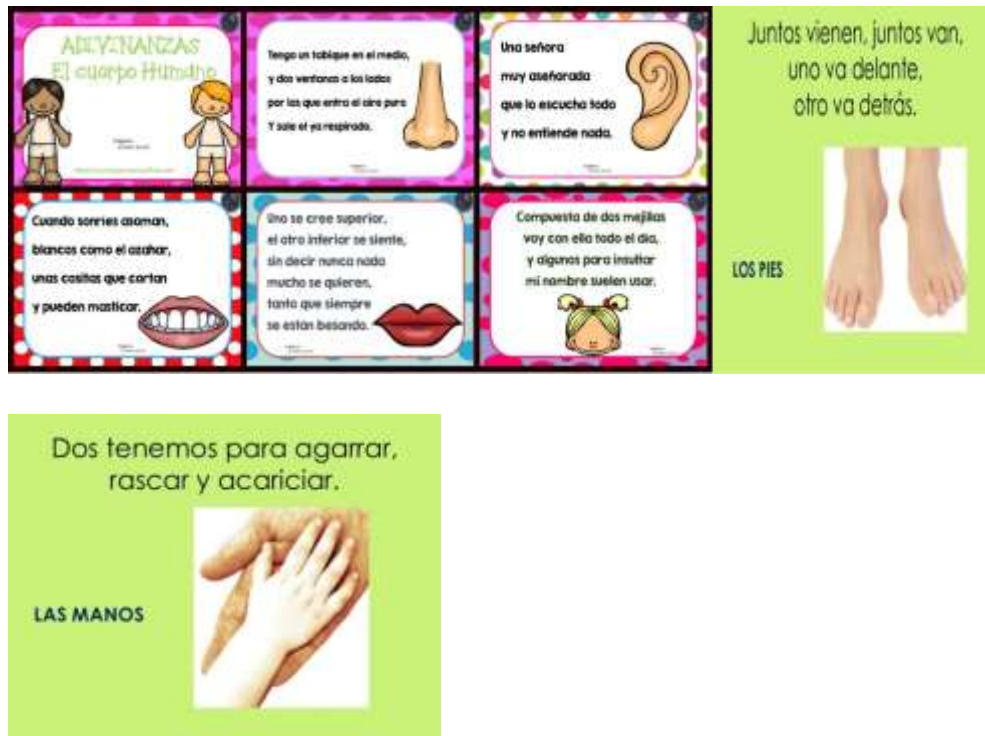 ADIVINANZAS
El cuerpo Humano
Tengo un tabique en el medio,
y dos ventanas a los lados
por las que entra el aire puro
Y sale el ya respirado.
Una señora
muy aseñorada
que lo escucha todo
y no entiende nada.
Cuando sonríes asoman,
blancos como el azahar,
unas cositas que cortan
y pueden masticar.
Uno se cree superior,
el otro inferior se siente,
sin decir nunca nada
mucho se quieren,
tanto que siempre
se están besando.
Compuesta de dos mejillas
voy con ella todo el día,
y algunos para insultar
mi nombre suelen usar.
Juntos vienen, juntos van,
uno va delante,
otro va detrás.
LOS PIES
Dos tenemos para agarrar,
rascar y acariciar.
LAS MANOS